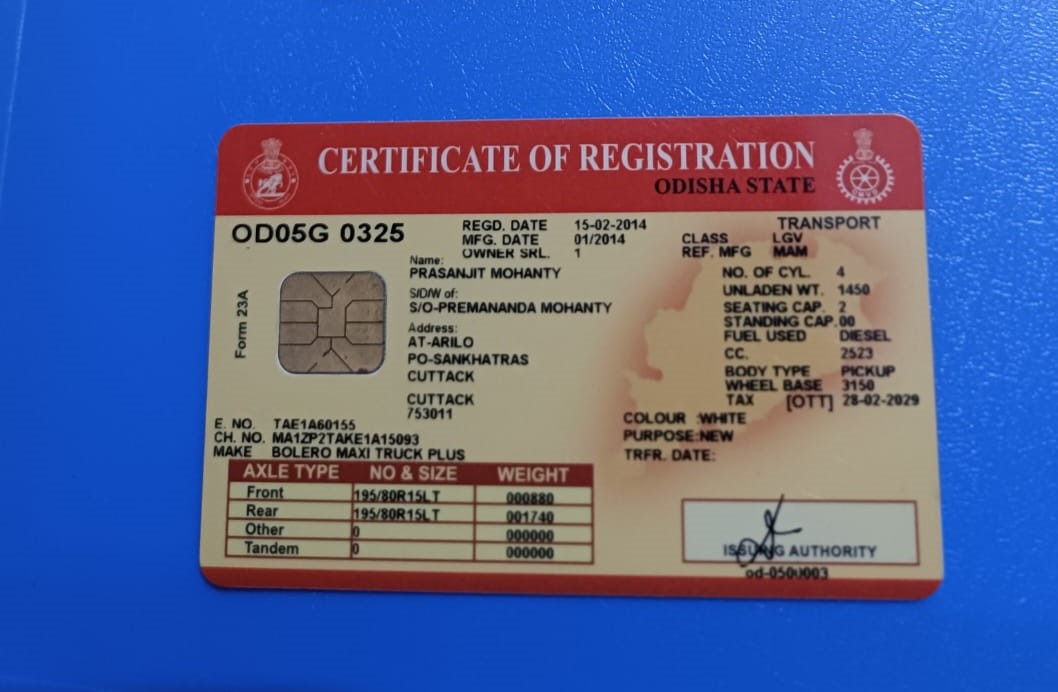 CERTIFICATE OF REGISTRATION
ODISHA STATE
OD05G 0325
REGD. DATE 15-02-2014
MFG. DATE 01/2014
OWNER SRL. 1
TRANSPORT
CLASS LGV
REF. MFG MAM
Form 23A
Name:
PRASANJIT MOHANTY
S/D/W of:
S/O-PREMANANDA MOHANTY
Address:
AT-ARILO
PO-SANKHATRAS
CUTTACK
CUTTACK
753011
NO. OF CYL. 4
UNLADEN WT. 1450
SEATING CAP. 2
STANDING CAP.00
FUEL USED DIESEL
CC. 2523
BODY TYPE PICKUP
WHEEL BASE 3150
TAX [OTT] 28-02-2029
COLOUR :WHITE
PURPOSE:NEW
TRFR. DATE:
E. NO. TAE1A60155
CH. NO. MA1ZP2TAKE1A15093
MAKE BOLERO MAXI TRUCK PLUS
AXLE TYPE NO & SIZE WEIGHT
Front 195/80R15LT 000880
Rear 195/80R15LT 001740
Other 0 000000
Tandem 0 000000
ISSUING AUTHORITY
od-0500003